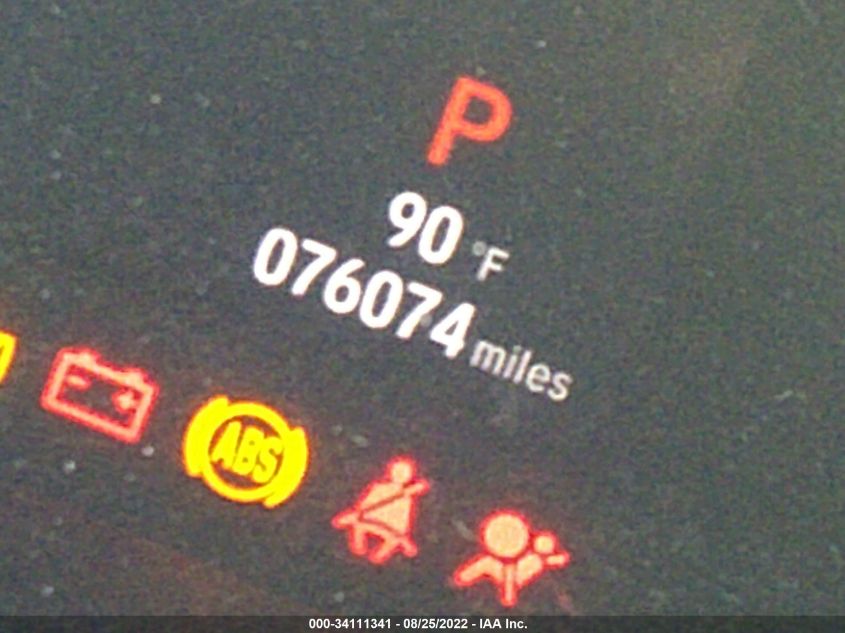 P
90 °F
076074 miles
ABS
000-34111341 - 08/25/2022 - IAA Inc.